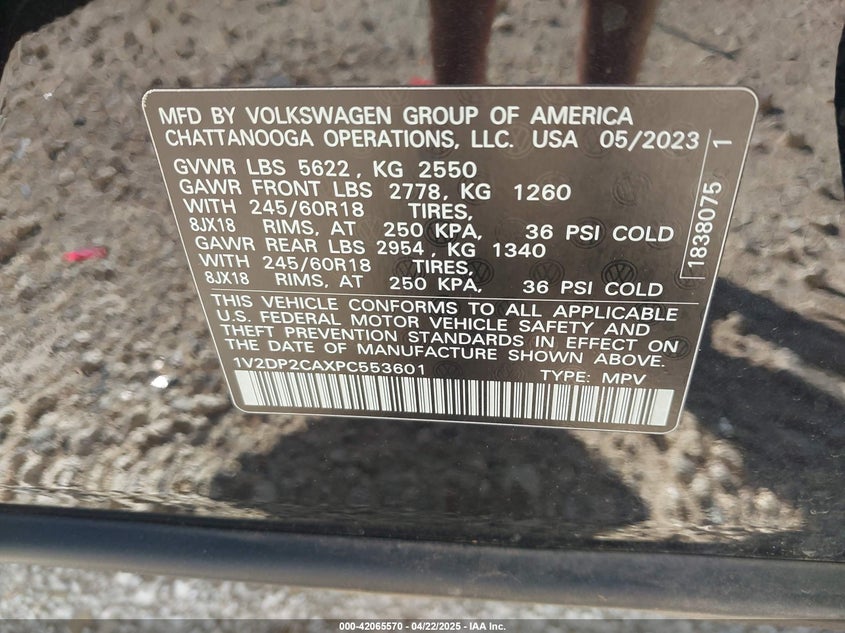 MFD BY VOLKSWAGEN GROUP OF AMERICA
CHATTANOOGA OPERATIONS, LLC. USA 05/2023
GVWR LBS 5622, KG 2550
GAWR FRONT LBS 2778, KG 1260
WITH 245/60R18 TIRES,
8JX18 RIMS, AT 250 KPA, 36 PSI COLD
GAWR REAR LBS 2954, KG 1340
WITH 245/60R18 TIRES,
8JX18 RIMS, AT 250 KPA, 36 PSI COLD
THIS VEHICLE CONFORMS TO ALL APPLICABLE
U.S. FEDERAL MOTOR VEHICLE SAFETY AND
THEFT PREVENTION STANDARDS IN EFFECT ON
THE DATE OF MANUFACTURE SHOWN ABOVE.
1V2DP2CAXPC553601 TYPE: MPV
1838075 1
000-42065570 - 04/22/2025 - IAA Inc.